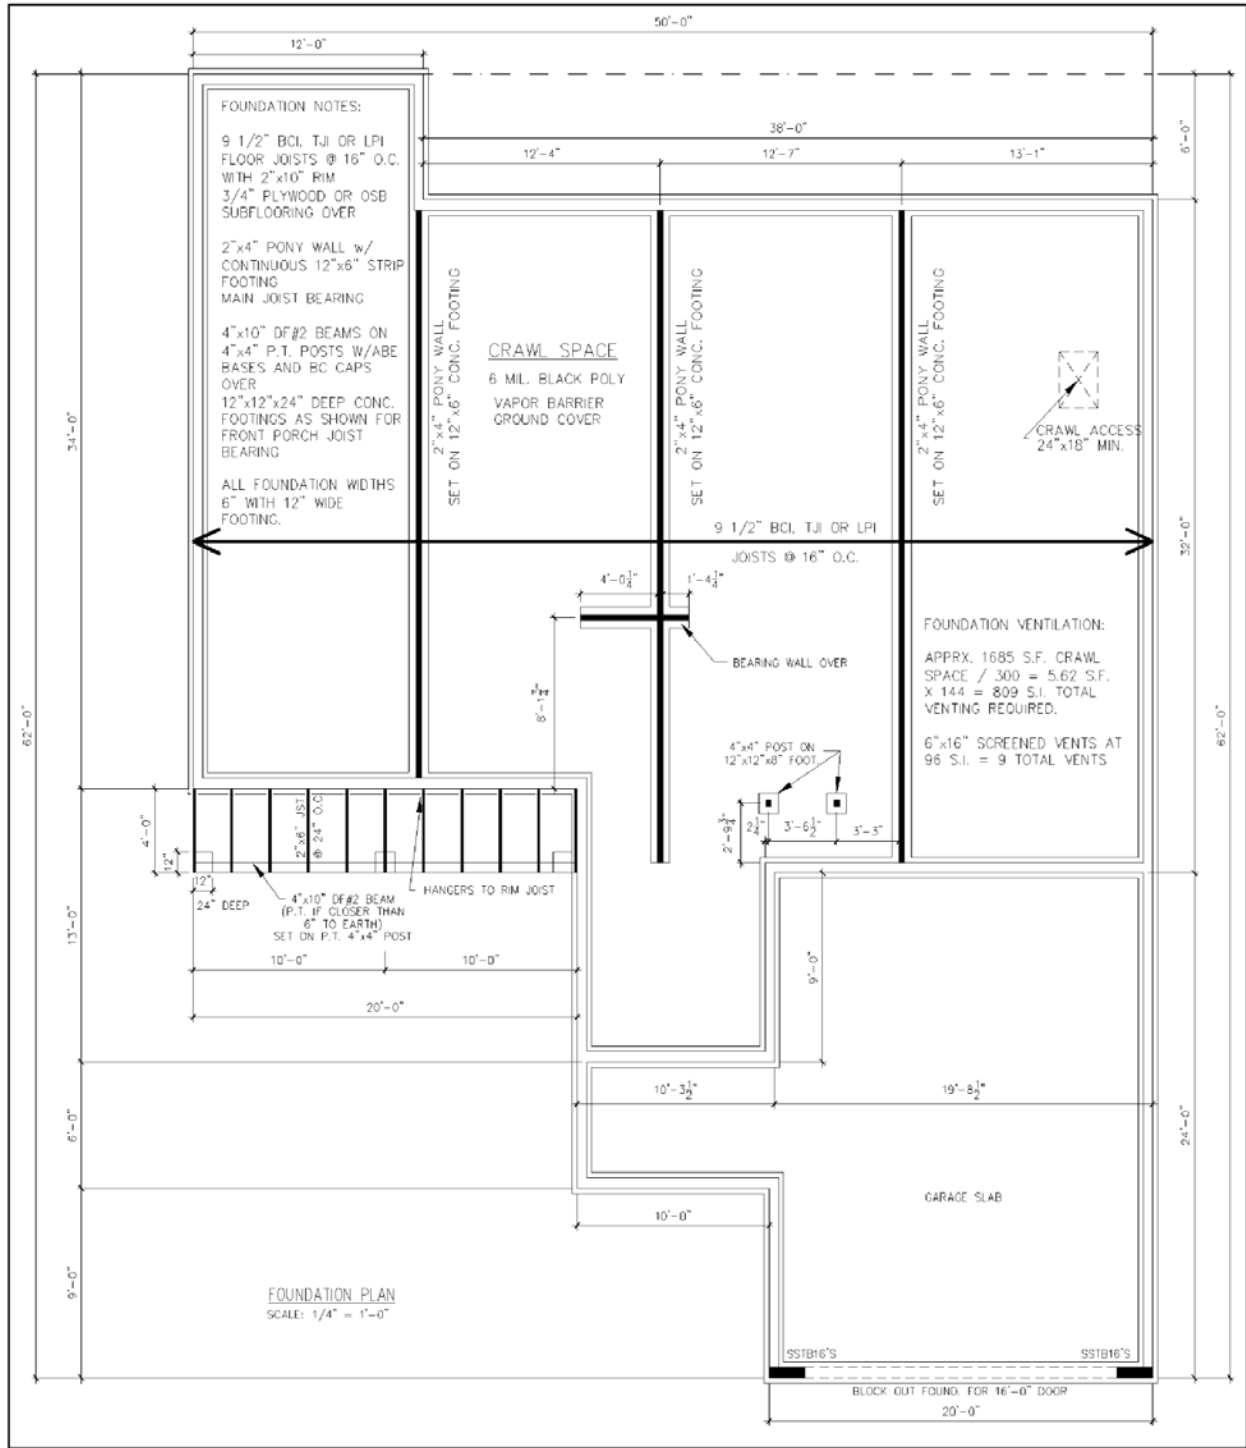 50'-0"
12'-0"
38'-0"
6'-0"
12'-4"
12'-7"
13'-1"
FOUNDATION NOTES:
9 1/2" BCI, TJI OR LPI
FLOOR JOISTS @ 16" O.C.
WITH 2"x10" RIM
3/4" PLYWOOD OR OSB
SUBFLOORING OVER
2"x4" PONY WALL w/
CONTINUOUS 12"x6" STRIP
FOOTING
MAIN JOIST BEARING
4"x10" DF#2 BEAMS ON
4"x4" P.T. POSTS W/ABE
BASES AND BC CAPS
OVER
12"x12"x24" DEEP CONC.
FOOTINGS AS SHOWN FOR
FRONT PORCH JOIST
BEARING
ALL FOUNDATION WIDTHS
6" WITH 12" WIDE
FOOTING.
2"x4" PONY WALL
SET ON 12"x6" CONC. FOOTING
CRAWL SPACE
6 MIL. BLACK POLY
VAPOR BARRIER
GROUND COVER
2"x4" PONY WALL
SET ON 12"x6" CONC. FOOTING
2"x4" PONY WALL
SET ON 12"x6" CONC. FOOTING
CRAWL ACCESS
24"x18" MIN.
34'-0"
32'-0"
9 1/2" BCI, TJI OR LPI
JOISTS @ 16" O.C.
4'-0 1/4"
1'-4 1/4"
BEARING WALL OVER
8'-1 3/4"
FOUNDATION VENTILATION:
APPRX. 1685 S.F. CRAWL
SPACE / 300 = 5.62 S.F.
X 144 = 809 S.I. TOTAL
VENTING REQUIRED.
6"x16" SCREENED VENTS AT
96 S.I. = 9 TOTAL VENTS
62'-0"
62'-0"
4"x4" POST ON
12"x12"x8" FOOT.
2'-9 3/4"
2 1/4"
3'-6 1/2"
3'-3"
4'-0"
12"
2"x6" JST
@ 24" O.C.
12"
24" DEEP
4"x10" DF#2 BEAM
(P.T. IF CLOSER THAN
6" TO EARTH)
SET ON P.T. 4"x4" POST
HANGERS TO RIM JOIST
13'-0"
10'-0"
10'-0"
20'-0"
9'-0"
10'-3 1/2"
19'-8 1/2"
6'-0"
24'-0"
GARAGE SLAB
10'-0"
9'-0"
FOUNDATION PLAN
SCALE: 1/4" = 1'-0"
SSTB16'S
SSTB16'S
BLOCK OUT FOUND. FOR 16'-0" DOOR
20'-0"